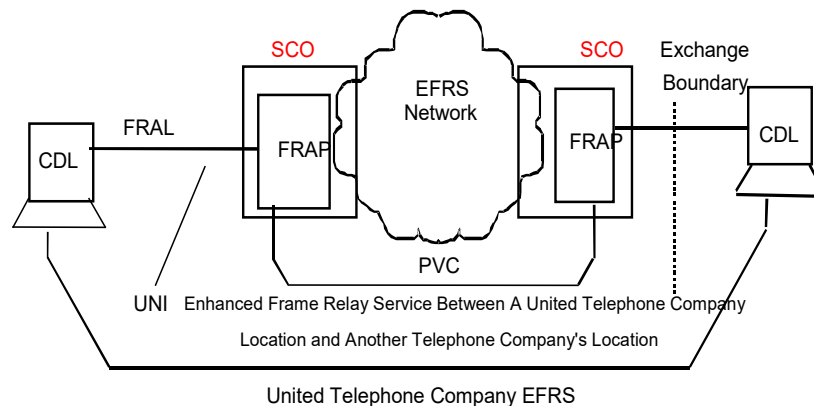 SCO
SCO
Exchange
Boundary
EFRS
Network
FRAL
FRAP
FRAP
CDL
CDL
PVC
UNI
Enhanced Frame Relay Service Between A United Telephone Company
Location and Another Telephone Company's Location
United Telephone Company EFRS